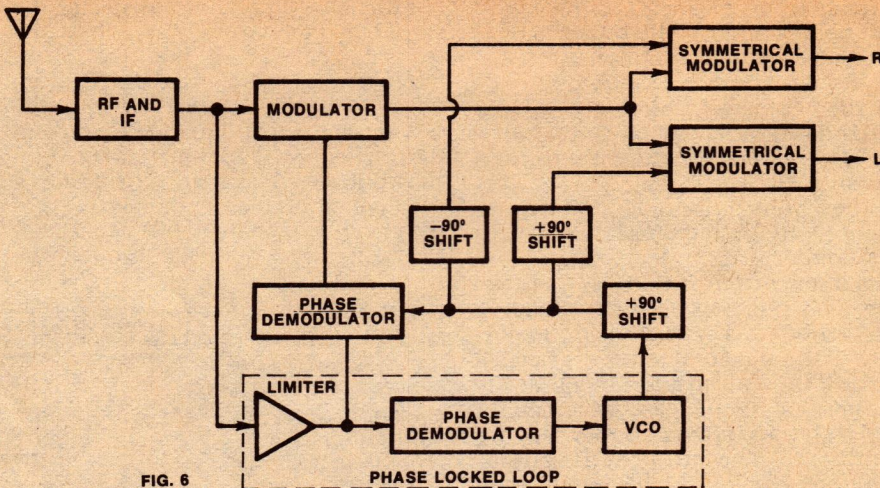 SYMMETRICAL
MODULATOR
R
RF AND
IF
MODULATOR
SYMMETRICAL
MODULATOR
L
−90°
SHIFT
+90°
SHIFT
PHASE
DEMODULATOR
+90°
SHIFT
LIMITER
PHASE
DEMODULATOR
VCO
FIG. 6
PHASE LOCKED LOOP